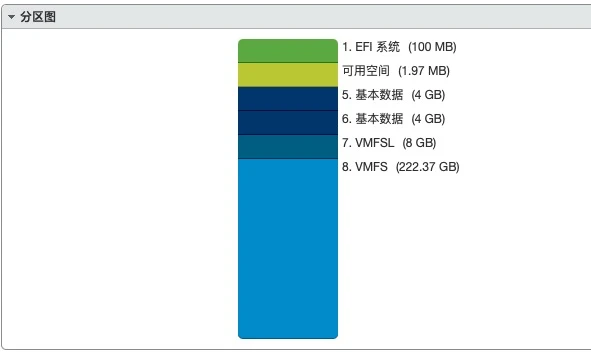 分区图
1. EFI 系统 (100 MB)
可用空间 (1.97 MB)
5. 基本数据 (4 GB)
6. 基本数据 (4 GB)
7. VMFSL (8 GB)
8. VMFS (222.37 GB)